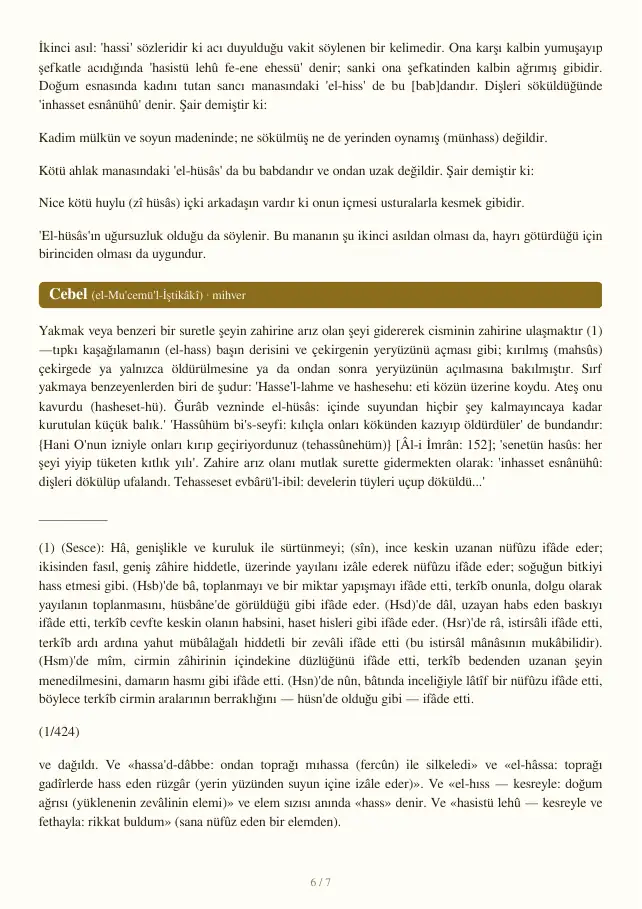 İkinci asıl: 'hassi' sözleridir ki acı duyulduğu vakit söylenen bir kelimedir. Ona karşı kalbin yumuşayıp
şefkatle acıdığında 'hasistü lehû fe-ene ehessü' denir; sanki ona şefkatinden kalbin ağrımış gibidir.
Doğum esnasında kadını tutan sancı manasındaki 'el-hiss' de bu [bab]dandır. Dişleri söküldüğünde
'inhasset esnânühû' denir. Şair demiştir ki:
Kadim mülkün ve soyun madeninde; ne sökülmüş ne de yerinden oynamış (münhass) değildir.
Kötü ahlak manasındaki 'el-hüsâs' da bu babdandır ve ondan uzak değildir. Şair demiştir ki:
Nice kötü huylu (zî hüsâs) içki arkadaşın vardır ki onun içmesi usturalarla kesmek gibidir.
'El-hüsâs'ın uğursuzluk olduğu da söylenir. Bu mananın şu ikinci asıldan olması da, hayrı götürdüğü için
birinciden olması da uygundur.
Cebel (el-Mu'cemü'l-İştikâkî) · mihver
Yakmak veya benzeri bir suretle şeyin zahirine arız olan şeyi gidererek cisminin zahirine ulaşmaktır (1)
—tıpkı kaşağılamanın (el-hass) başın derisini ve çekirgenin yeryüzünü açması gibi; kırılmış (mahsûs)
çekirgede ya yalnızca öldürülmesine ya da ondan sonra yeryüzünün açılmasına bakılmıştır. Sırf
yakmaya benzeyenlerden biri de şudur: 'Hasse'l-lahme ve hashesehu: eti közün üzerine koydu. Ateş onu
kavurdu (hasheset-hü). Ğurâb vezninde el-hüsâs: içinde suyundan hiçbir şey kalmayıncaya kadar
kurutulan küçük balık.' 'Hassûhüm bi's-seyfi: kılıçla onları kökünden kazıyıp öldürdüler' de bundandır:
{Hani O'nun izniyle onları kırıp geçiriyordunuz (tehassûnehüm)} [Âl-i İmrân: 152]; 'senetün hasûs: her
şeyi yiyip tüketen kıtlık yılı'. Zahire arız olanı mutlak surette gidermekten olarak: 'inhasset esnânühû:
dişleri dökülüp ufalandı. Tehasseset evbârü'l-ibil: develerin tüyleri uçup döküldü...'
(1) (Sesce): Hâ, genişlikle ve kuruluk ile sürtünmeyi; (sîn), ince keskin uzanan nüfûzu ifâde eder;
ikisinden fasıl, geniş zâhire hiddetle, üzerinde yayılanı izâle ederek nüfûzu ifâde eder; soğuğun bitkiyi
hass etmesi gibi. (Hsb)'de bâ, toplanmayı ve bir miktar yapışmayı ifâde etti, terkîb onunla, dolgu olarak
yayılanın toplanmasını, hüsbâne'de görüldüğü gibi ifâde eder. (Hsd)'de dâl, uzayan habs eden baskıyı
ifâde etti, terkîb cevfte keskin olanın habsini, haset hisleri gibi ifâde eder. (Hsr)'de râ, istirsâli ifâde etti,
terkîb ardı ardına yahut mübâlağalı hiddetli bir zevâli ifâde etti (bu istirsâl mânâsının mukâbilidir).
(Hsm)'de mîm, cirmin zâhirinin içindekine düzlüğünü ifâde etti, terkîb bedenden uzanan şeyin
menedilmesini, damarın hasmı gibi ifâde etti. (Hsn)'de nûn, bâtında inceliğiyle lâtîf bir nüfûzu ifâde etti,
böylece terkîb cirmin aralarının berraklığını — hüsn'de olduğu gibi — ifâde etti.
(1/424)
ve dağıldı. Ve «hassa'd-dâbbe: ondan toprağı mıhassa (fercûn) ile silkeledi» ve «el-hâssa: toprağı
gadîrlerde hass eden rüzgâr (yerin yüzünden suyun içine izâle eder)». Ve «el-hıss — kesreyle: doğum
ağrısı (yüklenenin zevâlinin elemi)» ve elem sızısı anında «hass» denir. Ve «hasistü lehû — kesreyle ve
fethayla: rikkat buldum» (sana nüfûz eden bir elemden).
6 / 7